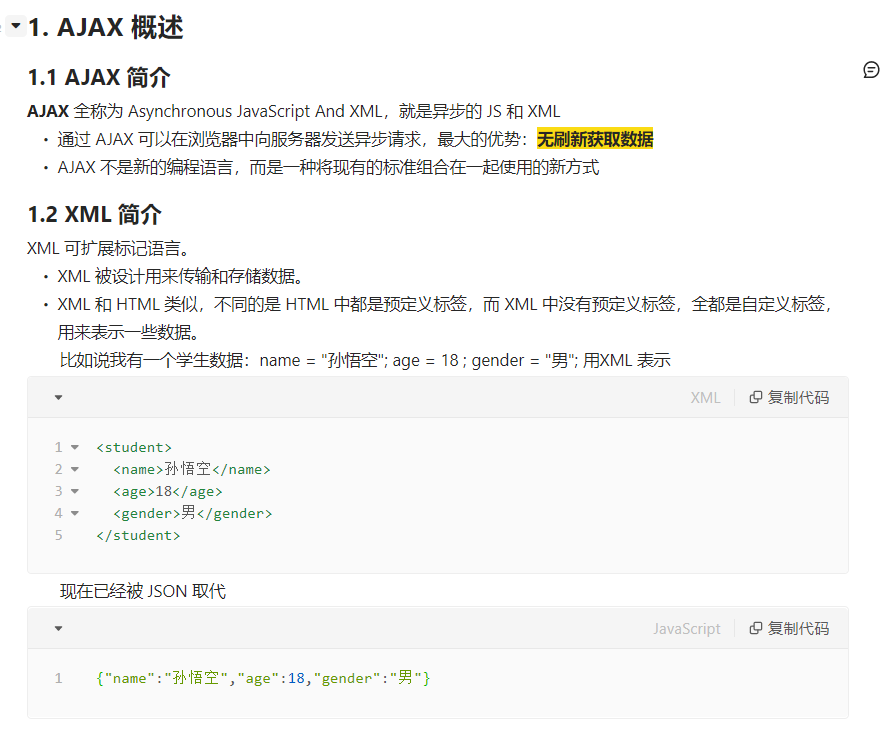 1. AJAX 概述
1.1 AJAX 简介
AJAX 全称为 Asynchronous JavaScript And XML，就是异步的 JS 和 XML
• 通过 AJAX 可以在浏览器中向服务器发送异步请求，最大的优势：无刷新获取数据
• AJAX 不是新的编程语言，而是一种将现有的标准组合在一起使用的新方式
1.2 XML 简介
XML 可扩展标记语言。
• XML 被设计用来传输和存储数据。
• XML 和 HTML 类似，不同的是 HTML 中都是预定义标签，而 XML 中没有预定义标签，全都是自定义标签，
用来表示一些数据。
比如说我有一个学生数据：name = "孙悟空"; age = 18 ; gender = "男"; 用XML 表示
XML 复制代码
1 <student>
2 <name>孙悟空</name>
3 <age>18</age>
4 <gender>男</gender>
5 </student>
现在已经被 JSON 取代
JavaScript 复制代码
1 {"name":"孙悟空","age":18,"gender":"男"}